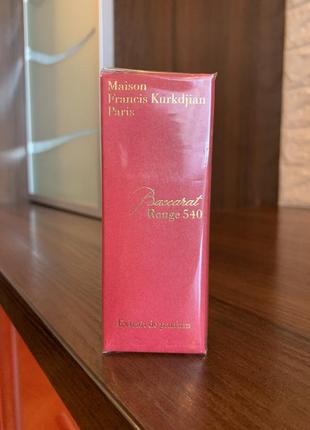 Maison
Francis Kurkdjian
Paris
Baccarat
Rouge 540
Extrait de parfum